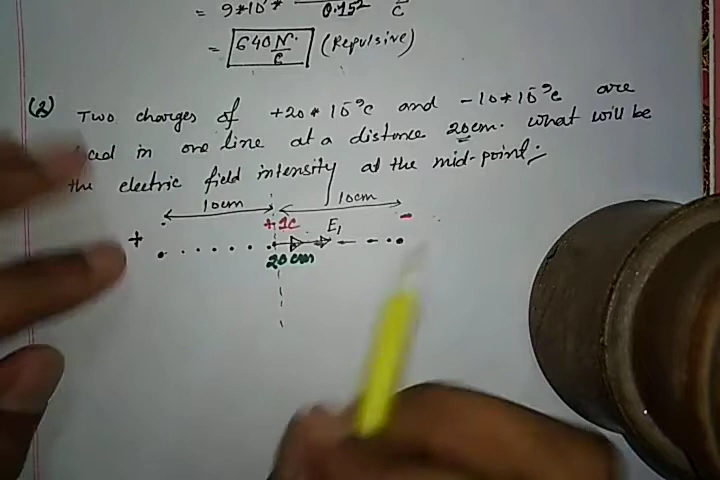 = 9*10⁹* ――― N/C
0.15²
= 640 N/C (Repulsive)
(2) Two charges of +20*10⁻⁹c and -10*10⁻⁹c are
in one line at a distance 20cm. what will be
the electric field intensity at the mid-point.
10cm 10cm
+1C E₁ -
+
20cm